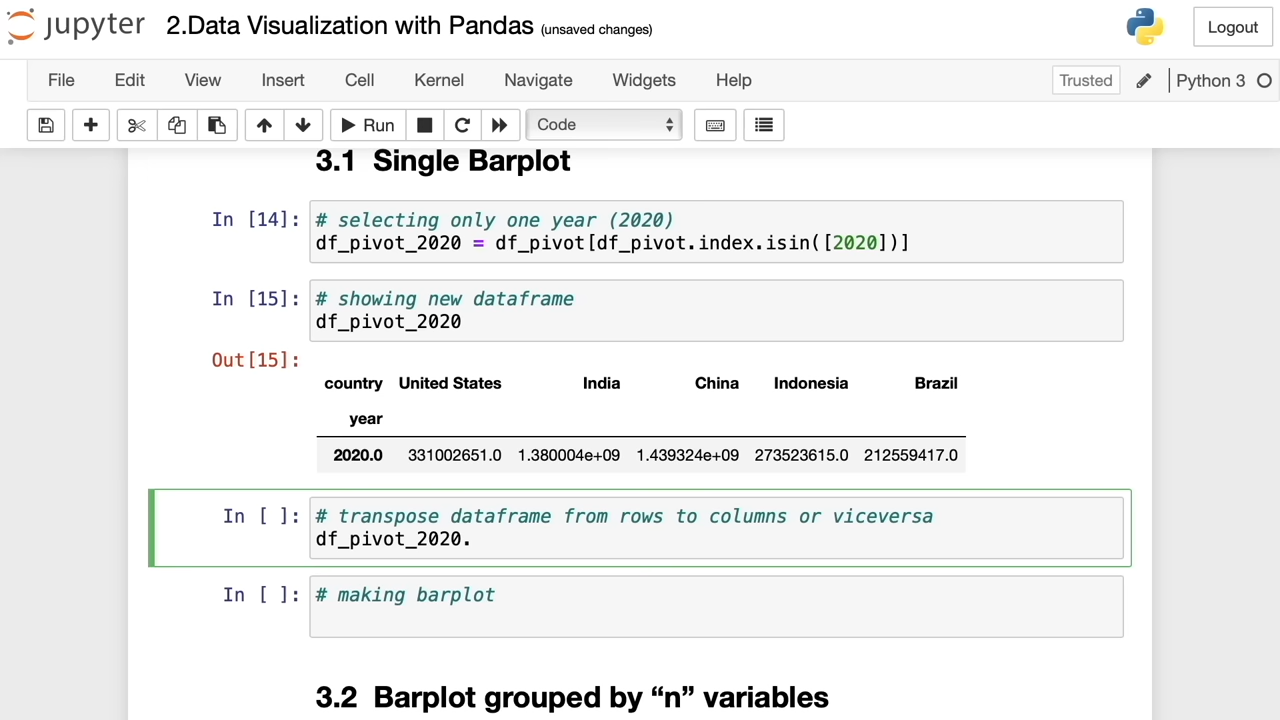 jupyter 2.Data Visualization with Pandas (unsaved changes) Logout
File Edit View Insert Cell Kernel Navigate Widgets Help Trusted Python 3
Run Code
3.1 Single Barplot
In [14]: # selecting only one year (2020)
df_pivot_2020 = df_pivot[df_pivot.index.isin([2020])]
In [15]: # showing new dataframe
df_pivot_2020
Out[15]:
country United States India China Indonesia Brazil
year
2020.0 331002651.0 1.380004e+09 1.439324e+09 273523615.0 212559417.0
In [ ]: # transpose dataframe from rows to columns or viceversa
df_pivot_2020.
In [ ]: # making barplot
3.2 Barplot grouped by “n” variables